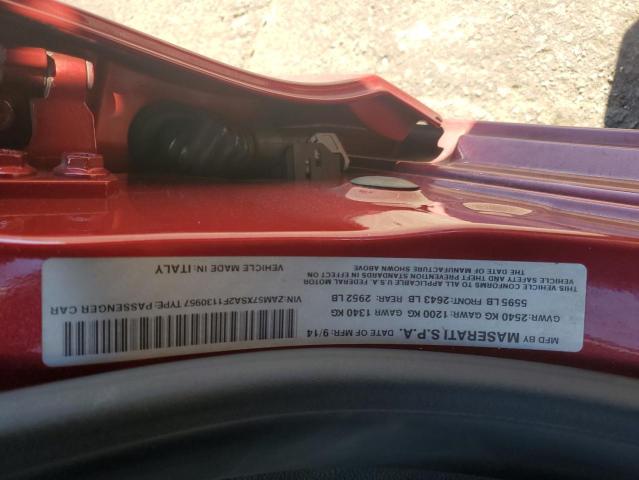 MFD BY MASERATI S.P.A. DATE OF MFR: 9/14
GVWR: 2540 KG GAWR: 1200 KG GAWR: 1340 KG
5595 LB FRONT: 2643 LB REAR: 2952 LB
THIS VEHICLE CONFORMS TO ALL APPLICABLE U.S.A. FEDERAL MOTOR
VEHICLE SAFETY AND THEFT PREVENTION STANDARDS IN EFFECT ON
THE DATE OF MANUFACTURE SHOWN ABOVE
VIN: ZAM57XSA2F1130957 TYPE: PASSENGER CAR
VEHICLE MADE IN: ITALY